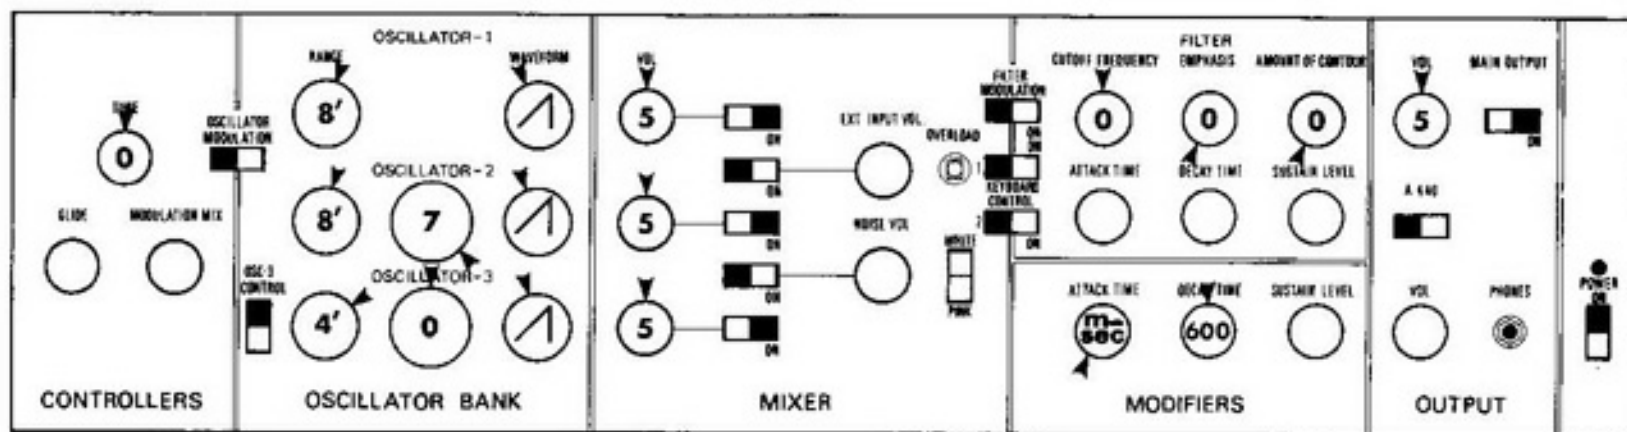 TUNE
0
OSCILLATOR
MODULATION
GLIDE
MODULATION MIX
OSC-3
CONTROL
CONTROLLERS
OSCILLATOR-1
RANGE
WAVEFORM
8'
OSCILLATOR-2
8'
7
OSCILLATOR-3
4'
0
OSCILLATOR BANK
VOL
5
ON
EXT INPUT VOL.
OVERLOAD
ON
5
ON
NOISE VOL
WHITE
PINK
ON
5
ON
MIXER
FILTER
MODULATION
ON
ON
1
KEYBOARD
CONTROL
2
ON
FILTER
CUTOFF FREQUENCY
EMPHASIS
AMOUNT OF CONTOUR
0
0
0
ATTACK TIME
DECAY TIME
SUSTAIN LEVEL
ATTACK TIME
DECAY TIME
SUSTAIN LEVEL
m-
sec
600
MODIFIERS
VOL
MAIN OUTPUT
5
ON
A 440
VOL
PHONES
OUTPUT
POWER
ON